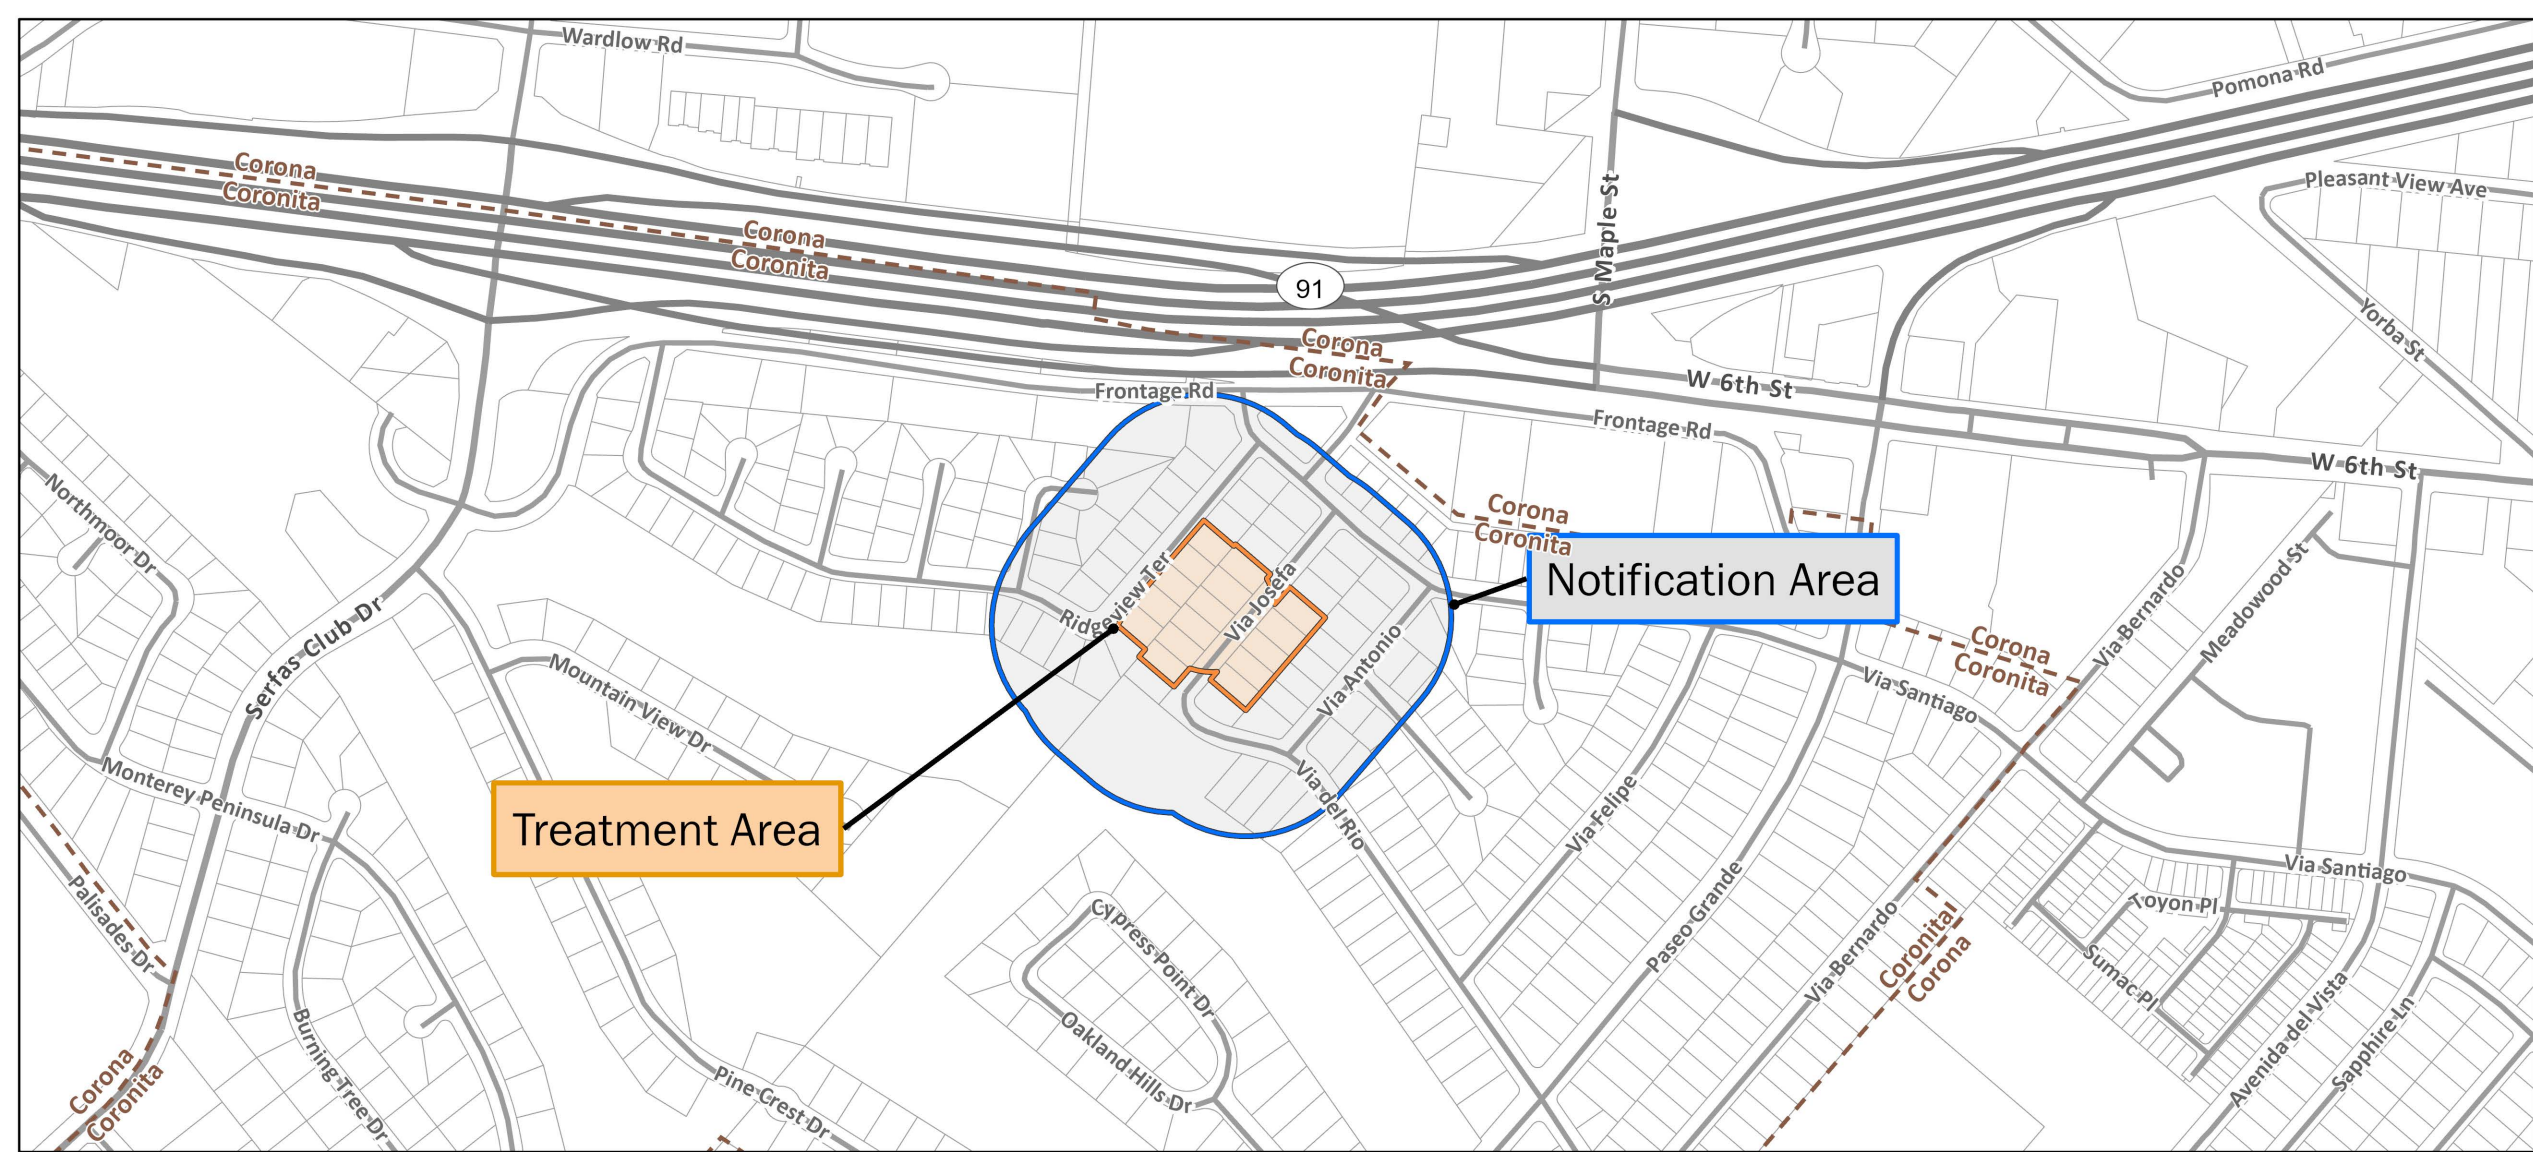 Wardlow Rd
Pomona Rd
Corona
Coronita
Pleasant View Ave
S Maple St
Corona
Coronita
91
Yorba St
Corona
Coronita
Frontage Rd
W 6th St
Frontage Rd
W 6th St
Northmoor Dr
Corona
Coronita
Notification Area
Ridgeview Ter
Via Josefa
Via Antonio
Serfas Club Dr
Mountain View Dr
Corona
Coronita
Via Bernardo
Meadowood St
Via Santiago
Monterey Peninsula Dr
Treatment Area
Via del Rio
Via Felipe
Via Santiago
Palisades Dr
Cypress Point Dr
Paseo Grande
Toyon Pl
Via Bernardo
Coronita
Corona
Sumac Pl
Burning Tree Dr
Oakland Hills Dr
Avenida del Vista
Sapphire Ln
Corona
Coronita
Pine Crest Dr